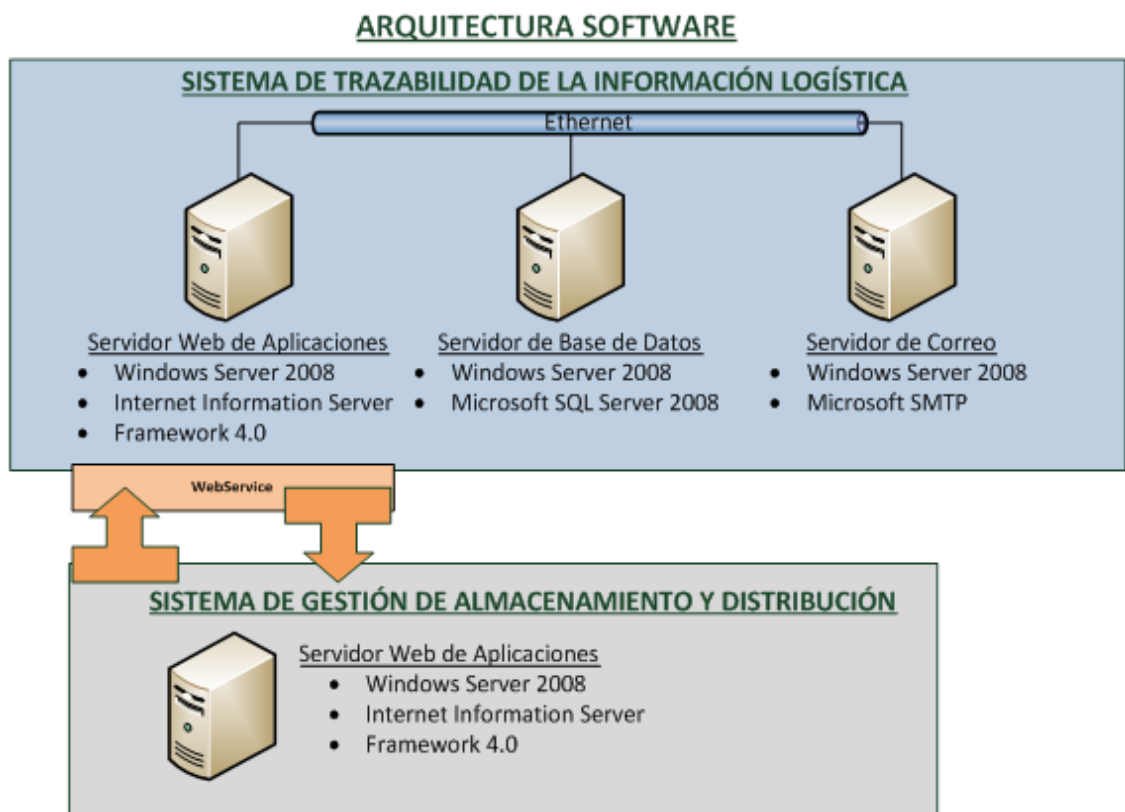 ARQUITECTURA SOFTWARE
SISTEMA DE TRAZABILIDAD DE LA INFORMACIÓN LOGÍSTICA
Ethernet
Servidor Web de Aplicaciones
• Windows Server 2008
• Internet Information Server
• Framework 4.0
Servidor de Base de Datos
• Windows Server 2008
• Microsoft SQL Server 2008
Servidor de Correo
• Windows Server 2008
• Microsoft SMTP
WebService
SISTEMA DE GESTIÓN DE ALMACENAMIENTO Y DISTRIBUCIÓN
Servidor Web de Aplicaciones
• Windows Server 2008
• Internet Information Server
• Framework 4.0